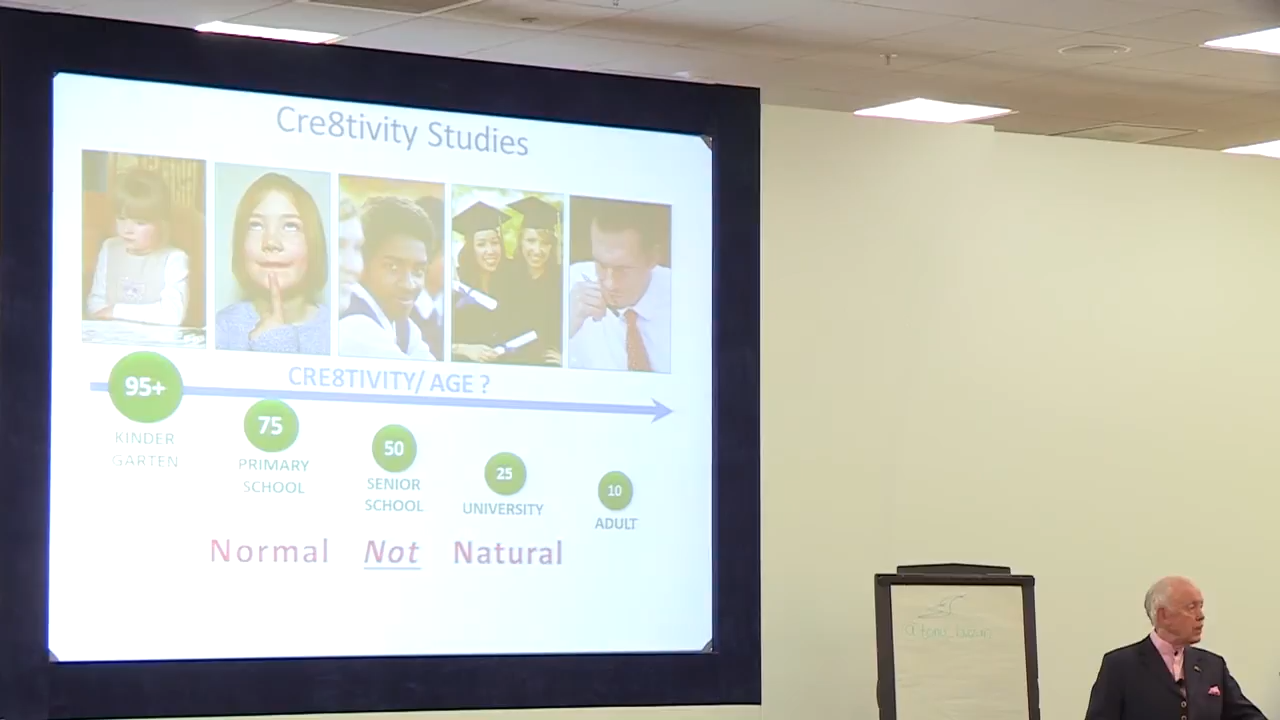 Cre8tivity Studies
CRE8TIVITY/ AGE ?
95+
KINDER
GARTEN
75
PRIMARY
SCHOOL
50
SENIOR
SCHOOL
25
UNIVERSITY
10
ADULT
Normal Not Natural